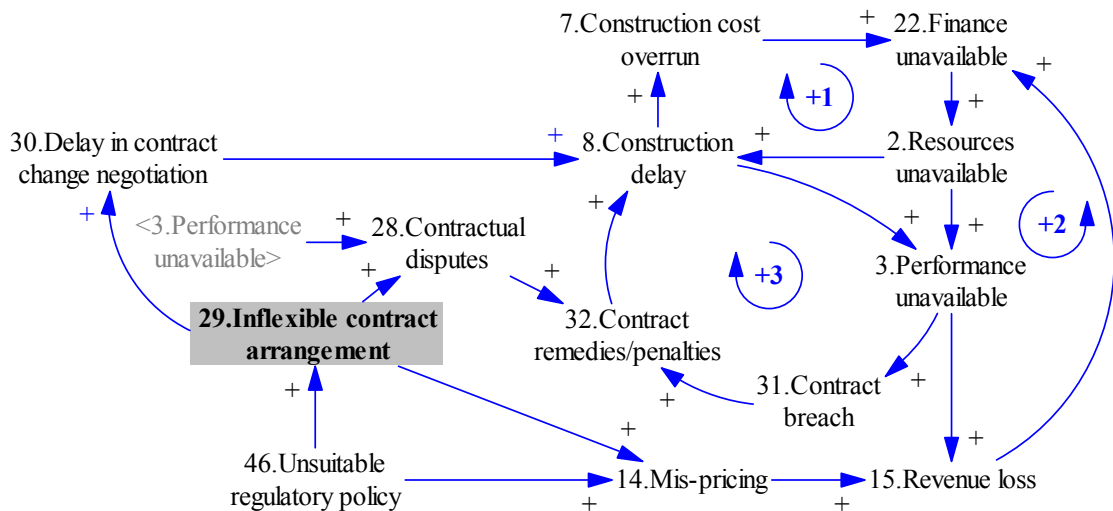 7.Construction cost
overrun
+
22.Finance
unavailable
+
+
+1
+
30.Delay in contract
change negotiation
+
8.Construction
delay
+
2.Resources
unavailable
+
<3.Performance
unavailable>
+
28.Contractual
disputes
+
+
+
+
+2
+3
3.Performance
unavailable
+
29.Inflexible contract
arrangement
+
32.Contract
remedies/penalties
+
31.Contract
breach
+
+
+
46.Unsuitable
regulatory policy
+
14.Mis-pricing
+
15.Revenue loss